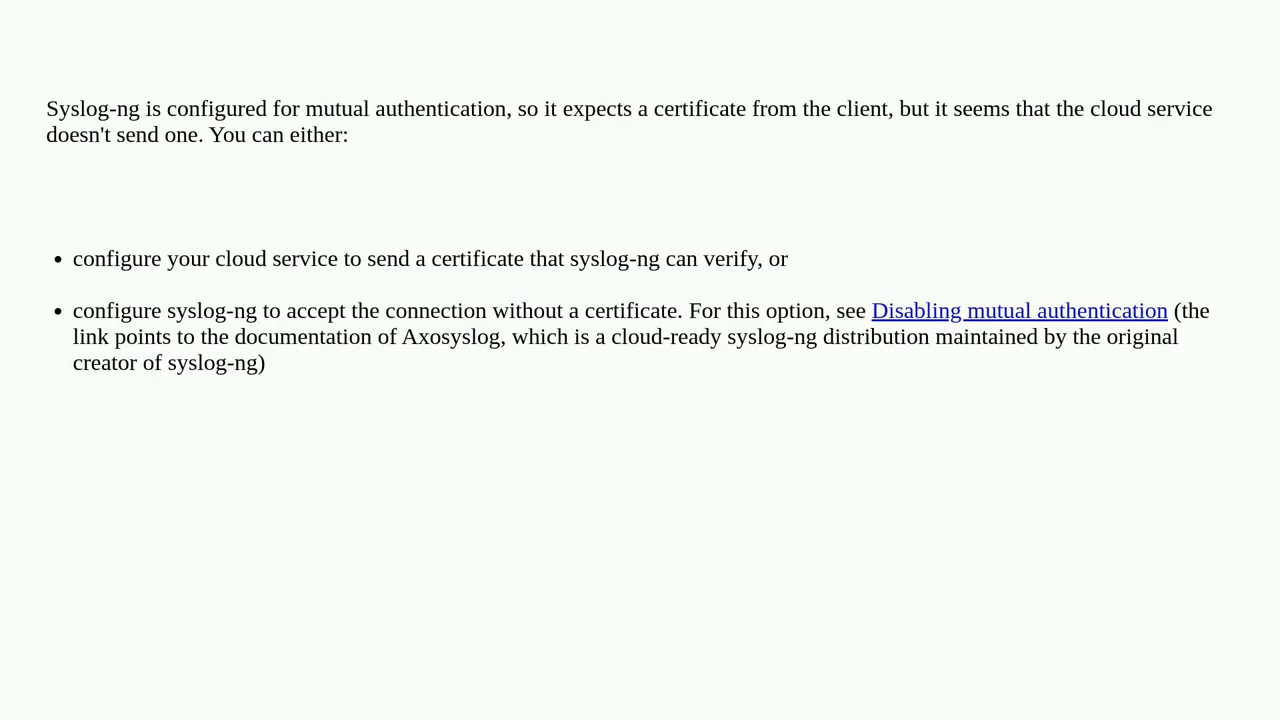 Syslog-ng is configured for mutual authentication, so it expects a certificate from the client, but it seems that the cloud service
doesn't send one. You can either:
• configure your cloud service to send a certificate that syslog-ng can verify, or
• configure syslog-ng to accept the connection without a certificate. For this option, see Disabling mutual authentication (the
link points to the documentation of Axosyslog, which is a cloud-ready syslog-ng distribution maintained by the original
creator of syslog-ng)